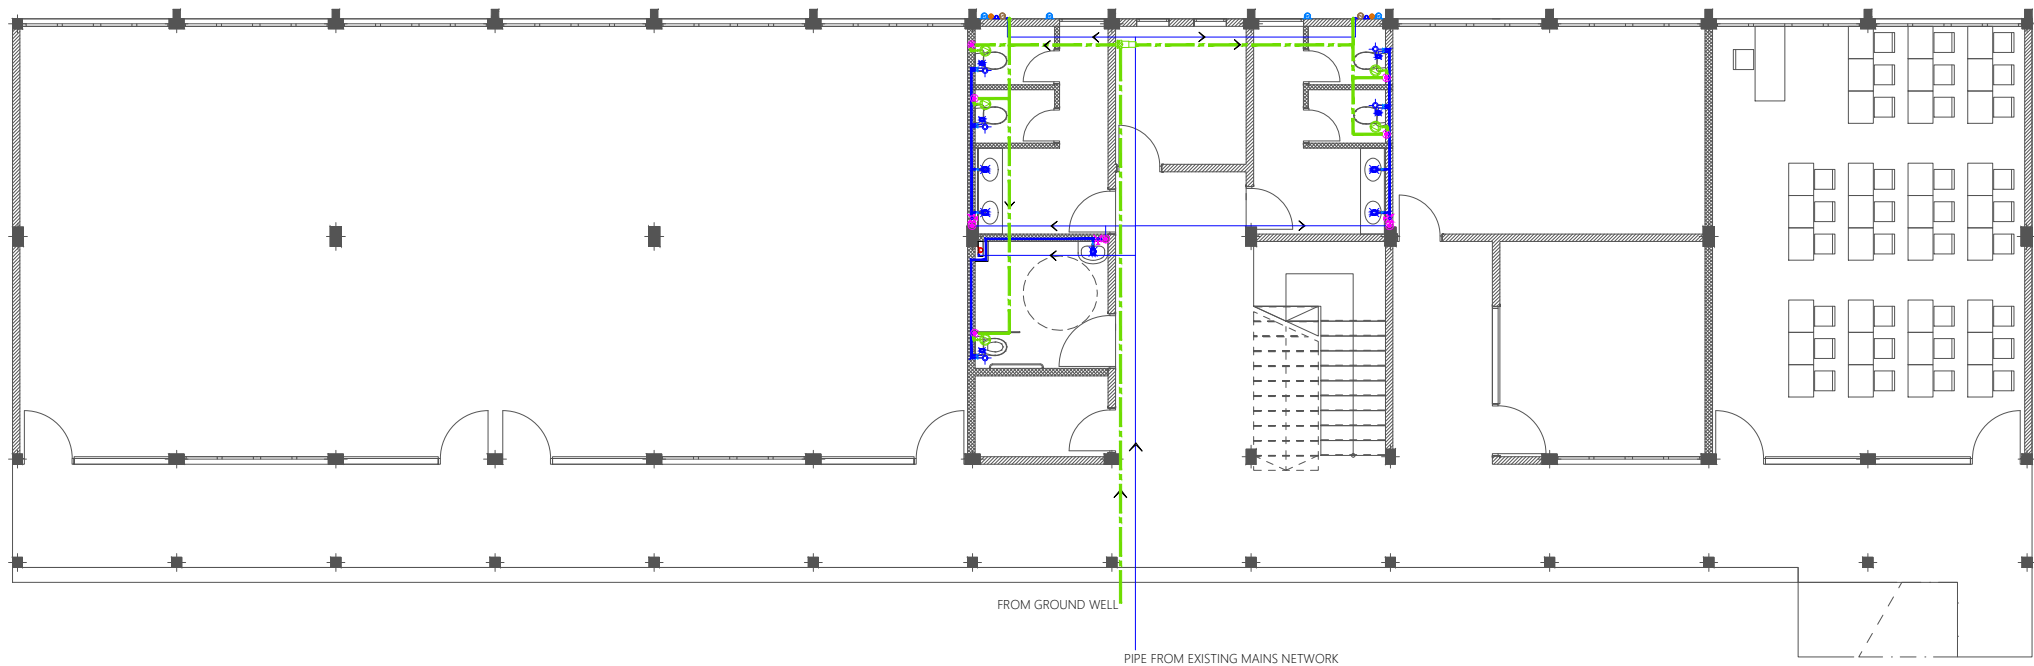 FROM GROUND WELL
PIPE FROM EXISTING MAINS NETWORK